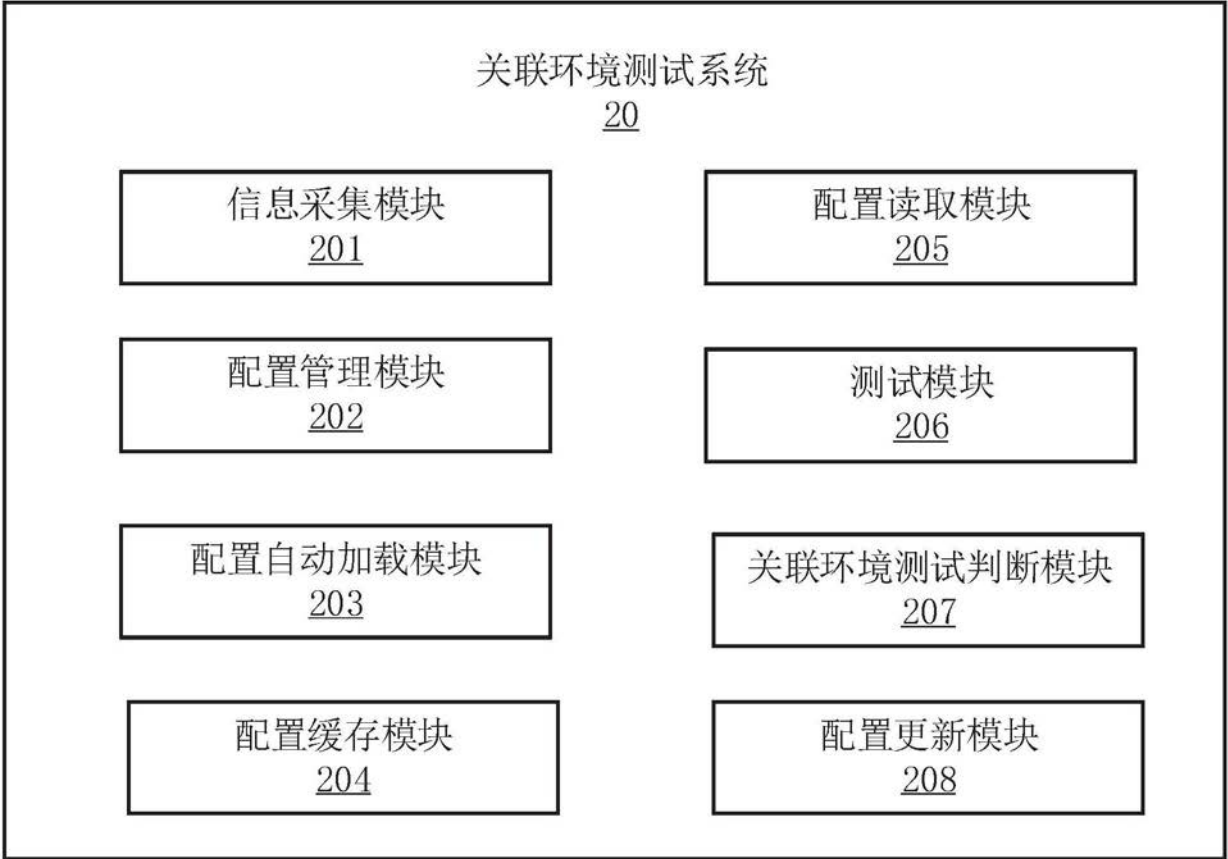 关联环境测试系统
20
信息采集模块
201
配置管理模块
202
配置自动加载模块
203
配置缓存模块
204
配置读取模块
205
测试模块
206
关联环境测试判断模块
207
配置更新模块
208